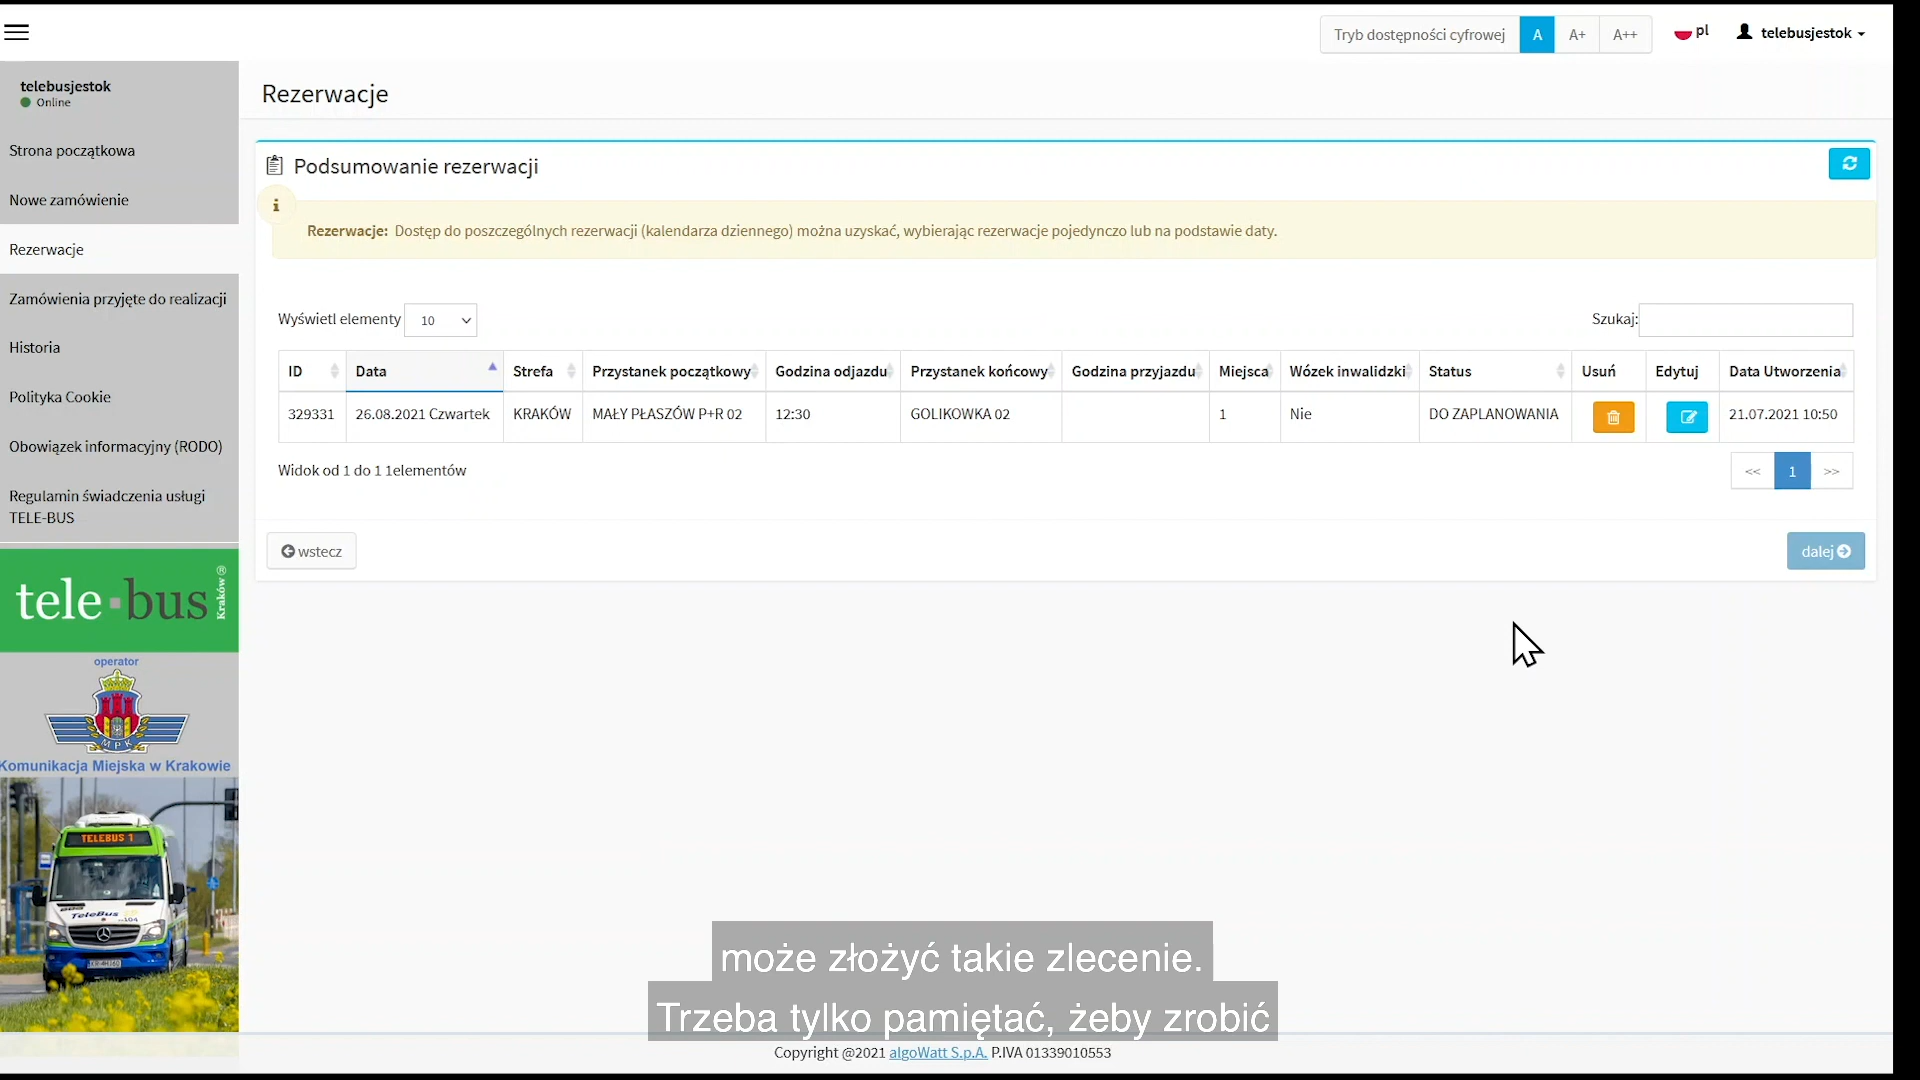 Tryb dostępności cyfrowej A A+ A++ pl telebusjestok
telebusjestok
Online
Strona początkowa
Nowe zamówienie
Rezerwacje
Zamówienia przyjęte do realizacji
Historia
Polityka Cookie
Obowiązek informacyjny (RODO)
Regulamin świadczenia usługi
TELE-BUS
tele bus Kraków®
operator
MPK
Komunikacja Miejska w Krakowie
TELEBUS 1
TeleBus
Rezerwacje
Podsumowanie rezerwacji
i
Rezerwacje: Dostęp do poszczególnych rezerwacji (kalendarza dziennego) można uzyskać, wybierając rezerwacje pojedynczo lub na podstawie daty.
Wyświetl elementy 10 Szukaj:
ID Data Strefa Przystanek początkowy Godzina odjazdu Przystanek końcowy Godzina przyjazdu Miejsca Wózek inwalidzki Status Usuń Edytuj Data Utworzenia
329331 26.08.2021 Czwartek KRAKÓW MAŁY PŁASZÓW P+R 02 12:30 GOLIKOWKA 02 1 Nie DO ZAPLANOWANIA 21.07.2021 10:50
Widok od 1 do 1 1elementów << 1 >>
wstecz dalej
może złożyć takie zlecenie.
Trzeba tylko pamiętać, żeby zrobić
Copyright @2021 algoWatt S.p.A. P.IVA 01339010553